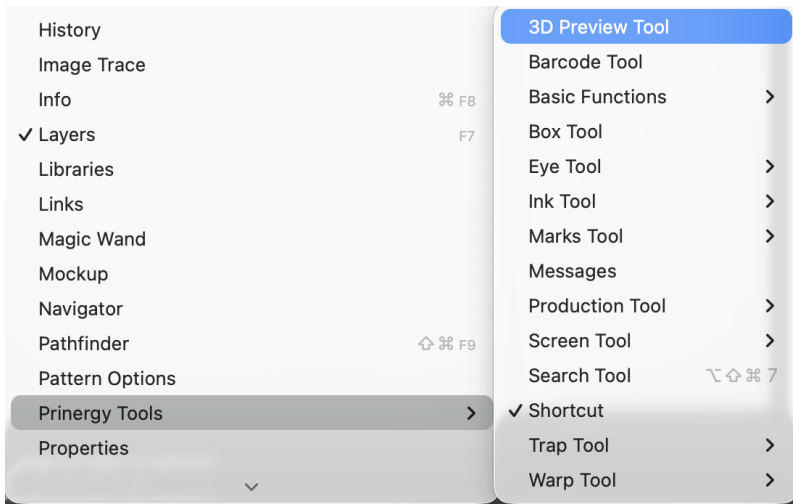 History
Image Trace
Info ⌘ F8
✓ Layers F7
Libraries
Links
Magic Wand
Mockup
Navigator
Pathfinder ⇧⌘ F9
Pattern Options
Prinergy Tools
Properties
3D Preview Tool
Barcode Tool
Basic Functions
Box Tool
Eye Tool
Ink Tool
Marks Tool
Messages
Production Tool
Screen Tool
Search Tool ⌥⇧⌘ 7
✓ Shortcut
Trap Tool
Warp Tool